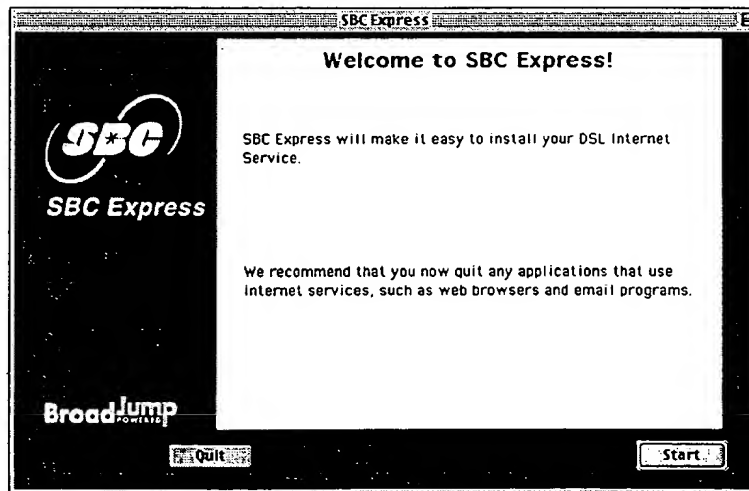 SBC Express
Welcome to SBC Express!
SBC
SBC Express
SBC Express will make it easy to install your DSL Internet
Service.
We recommend that you now quit any applications that use
Internet services, such as web browsers and email programs.
BroadJump
POWERED
Quit
Start